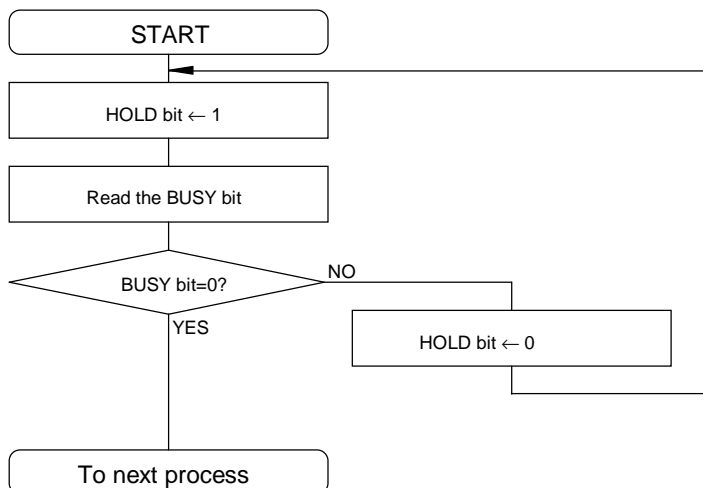 START
HOLD bit ← 1
Read the BUSY bit
BUSY bit=0?
NO
YES
HOLD bit ← 0
To next process